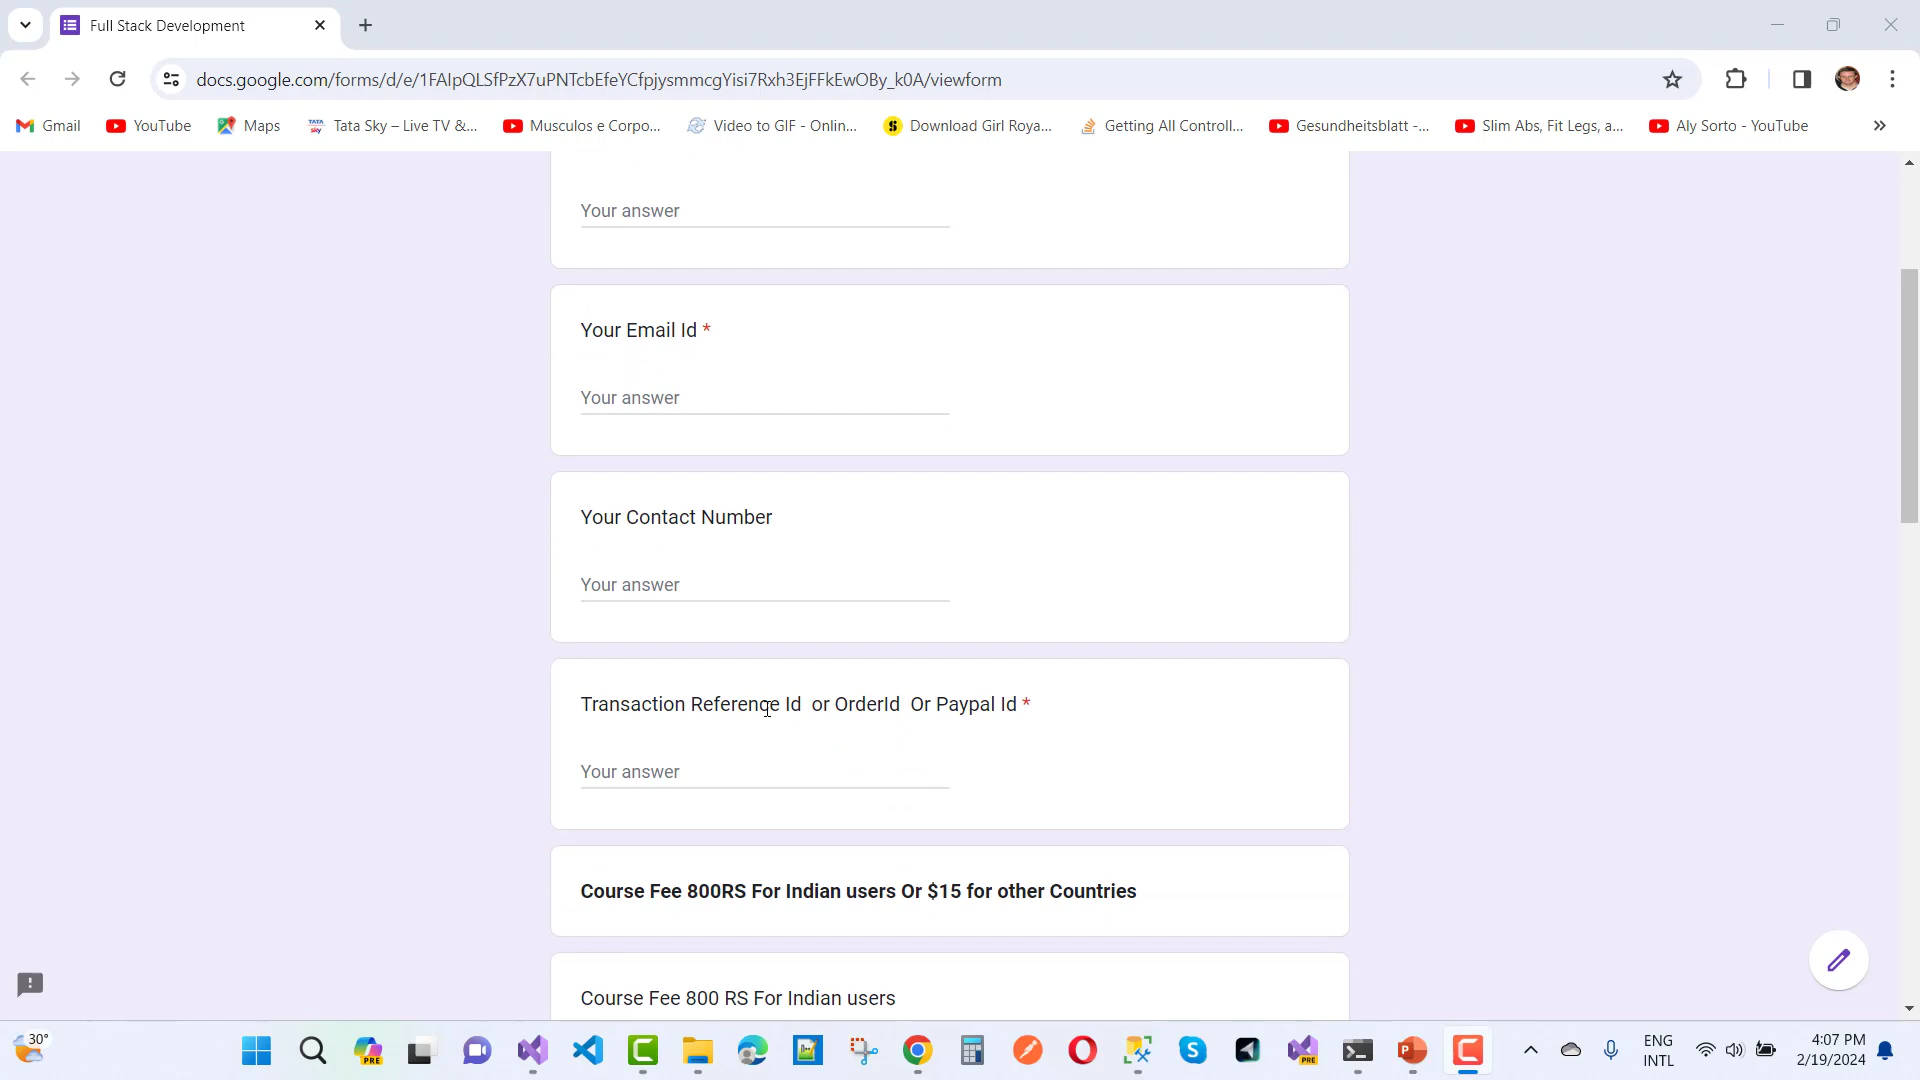 Full Stack Development
docs.google.com/forms/d/e/1FAIpQLSfPzX7uPNTcbEfeYCfpjysmmcgYisi7Rxh3EjFFkEwOBy_k0A/viewform
Gmail YouTube Maps Tata Sky – Live TV &... Musculos e Corpo... Video to GIF - Onlin... Download Girl Roya... Getting All Controll... Gesundheitsblatt -... Slim Abs, Fit Legs, a... Aly Sorto - YouTube
Your answer
Your Email Id *
Your answer
Your Contact Number
Your answer
Transaction Reference Id or OrderId Or Paypal Id *
Your answer
Course Fee 800RS For Indian users Or $15 for other Countries
Course Fee 800 RS For Indian users
30°
ENG
INTL
4:07 PM
2/19/2024